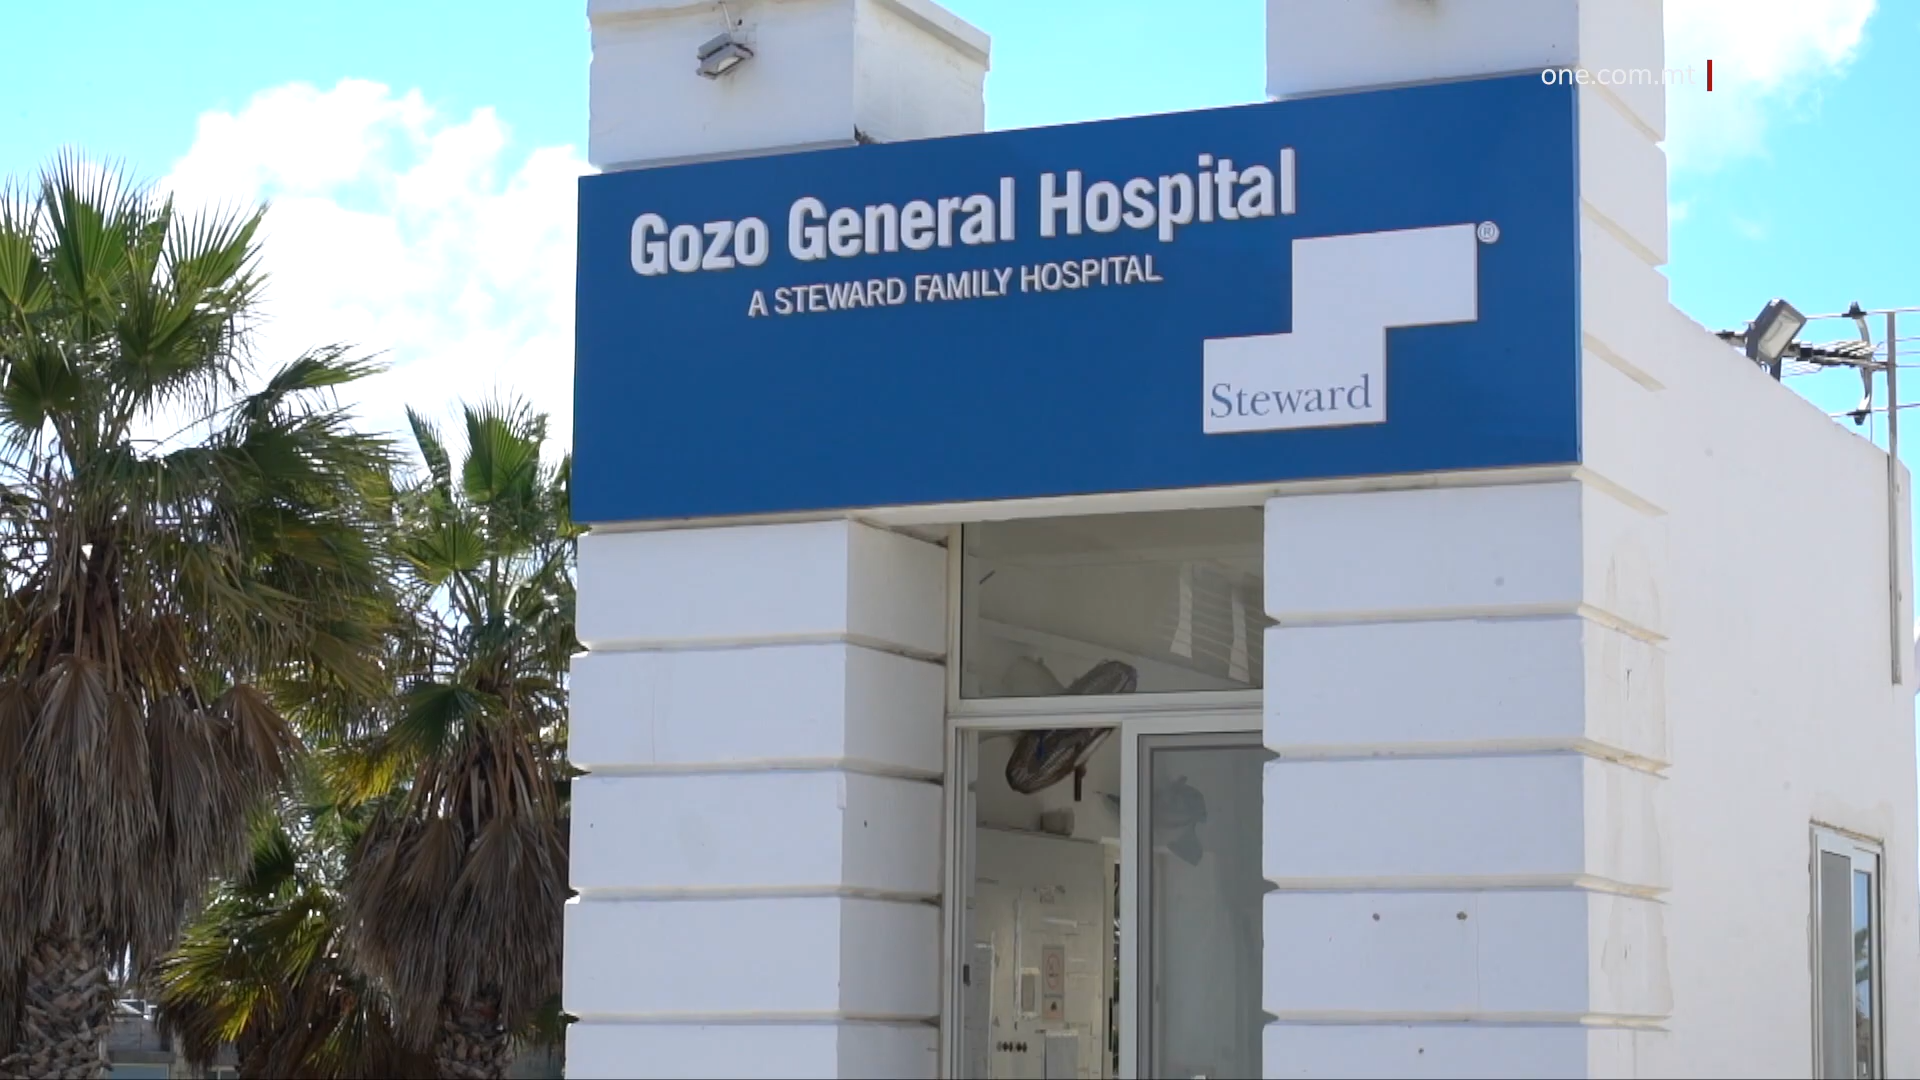 one.com.mt
Gozo General Hospital
A STEWARD FAMILY HOSPITAL
®
Steward